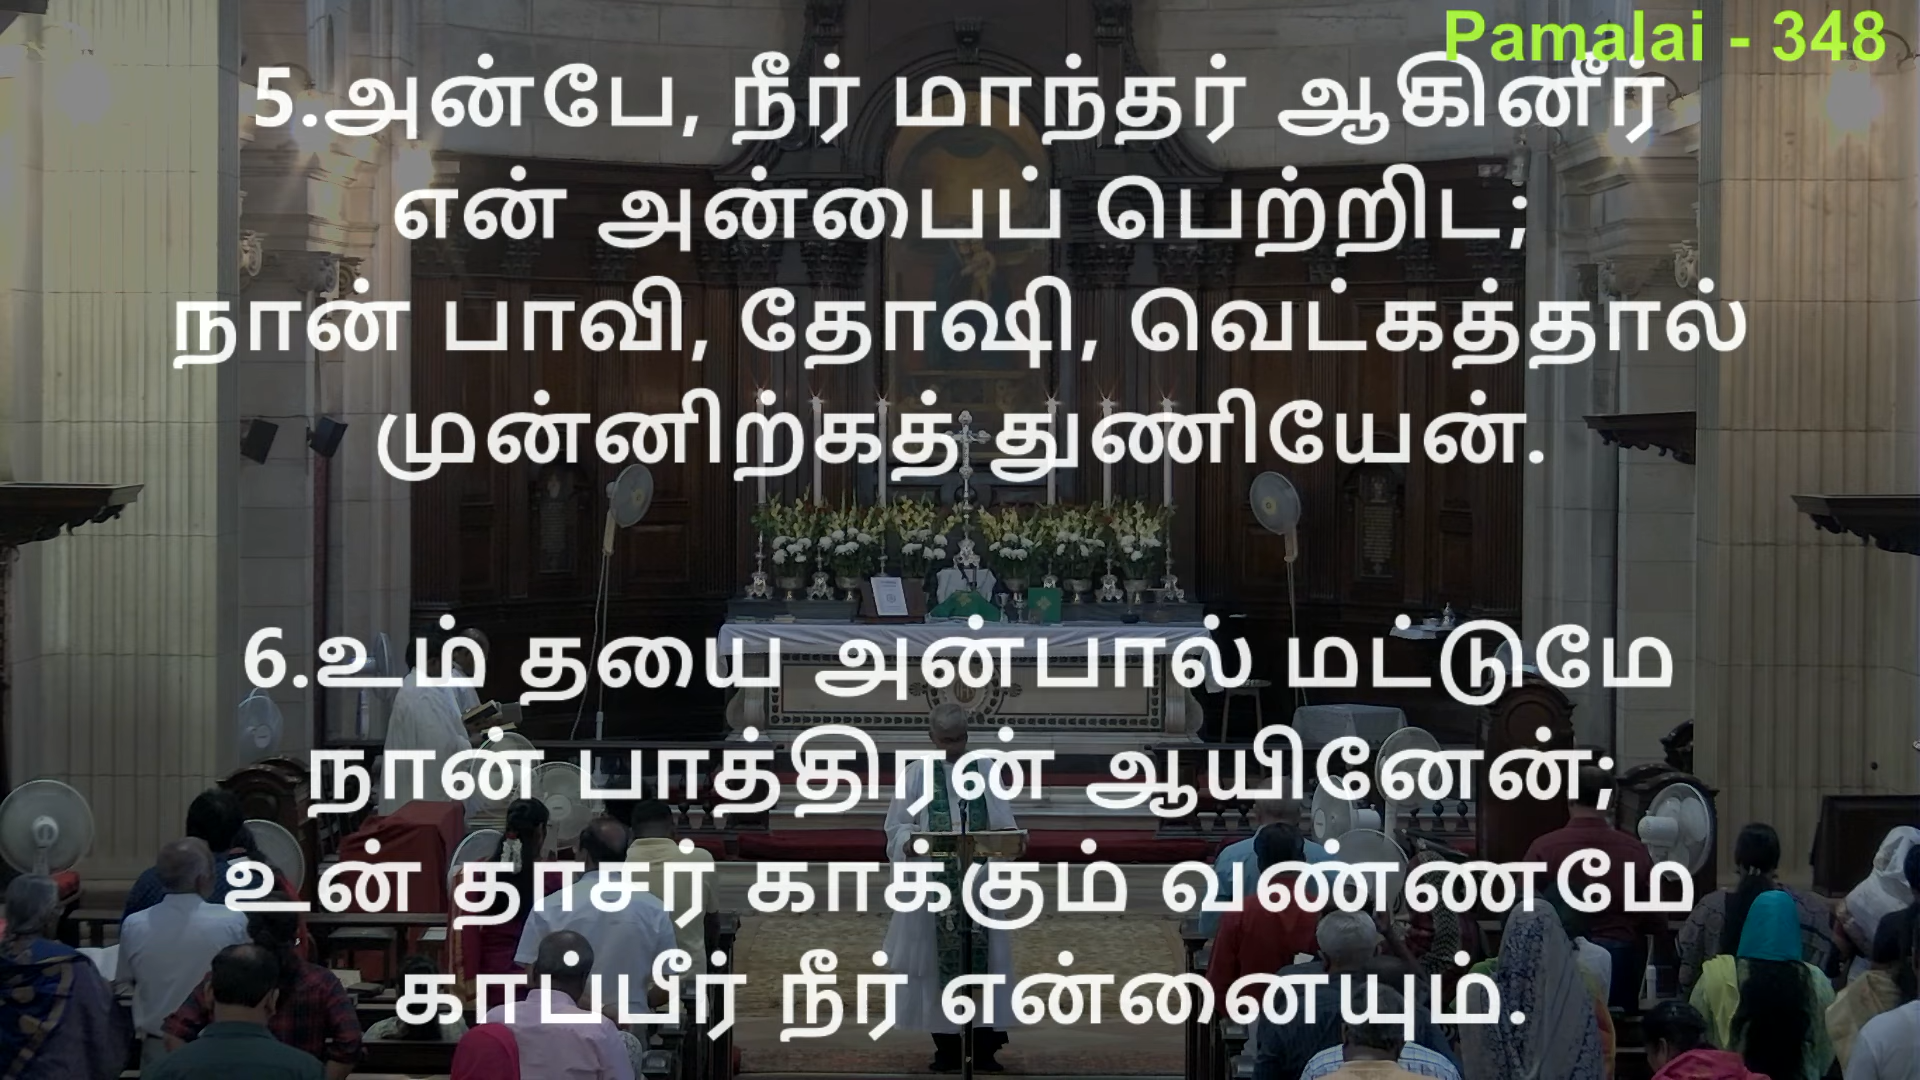 Pamalai - 348
5.அன்பே, நீர் மாந்தர் ஆகினீர்
என் அன்பைப் பெற்றிட;
நான் பாவி, தோஷி, வெட்கத்தால்
முன்னிற்கத் துணியேன்.
6.உம் தயை அன்பால் மட்டுமே
நான் பாத்திரன் ஆயினேன்;
உன் தாசர் காக்கும் வண்ணமே
காப்பீர் நீர் என்னையும்.